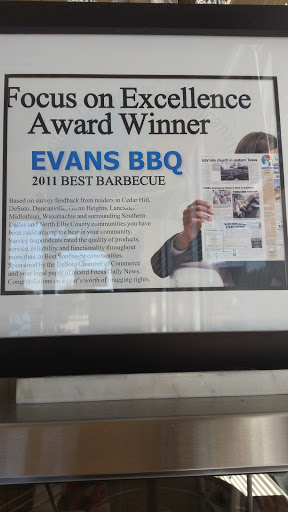 Focus on Excellence
Award Winner
EVANS BBQ
2011 BEST BARBECUE
Based on survey feedback from readers in Cedar Hill,
DeSoto, Duncanville, Glenn Heights, Lancaster,
Midlothian, Waxahachie and surrounding Southern
Dallas and North Ellis County communities you have
been rated among the best in your community.
Survey respondents rated the quality of products,
service, reliability and functionality throughout
more than 20 Best Southwest communities.
Sponsored by the DeSoto Chamber of Commerce
and your legal paper of record Focus Daily News.
Congratulations on a year's worth of bragging rights.